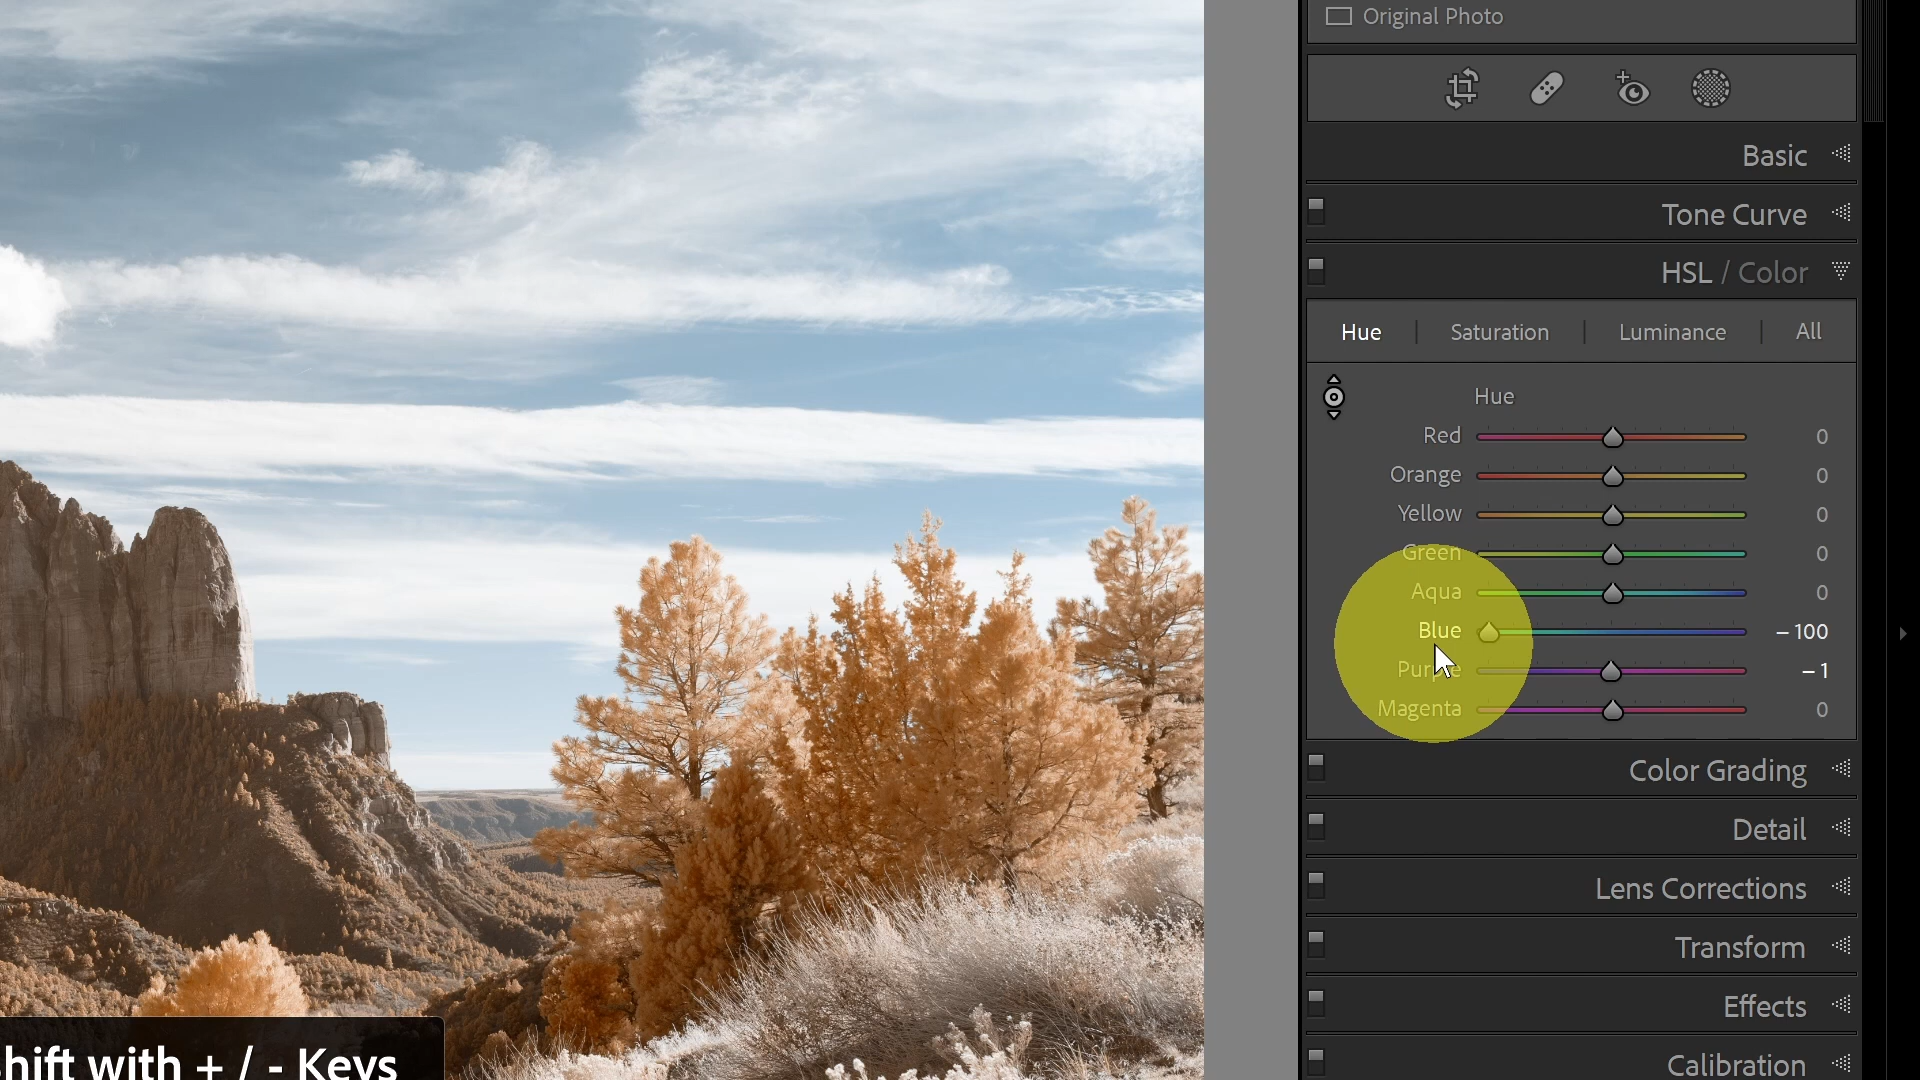 Original Photo
Basic
Tone Curve
HSL / Color
Hue | Saturation | Luminance | All
Hue
Red 0
Orange 0
Yellow 0
Green 0
Aqua 0
Blue – 100
Purple – 1
Magenta 0
Color Grading
Detail
Lens Corrections
Transform
Effects
hift with + / - Keys
Calibration